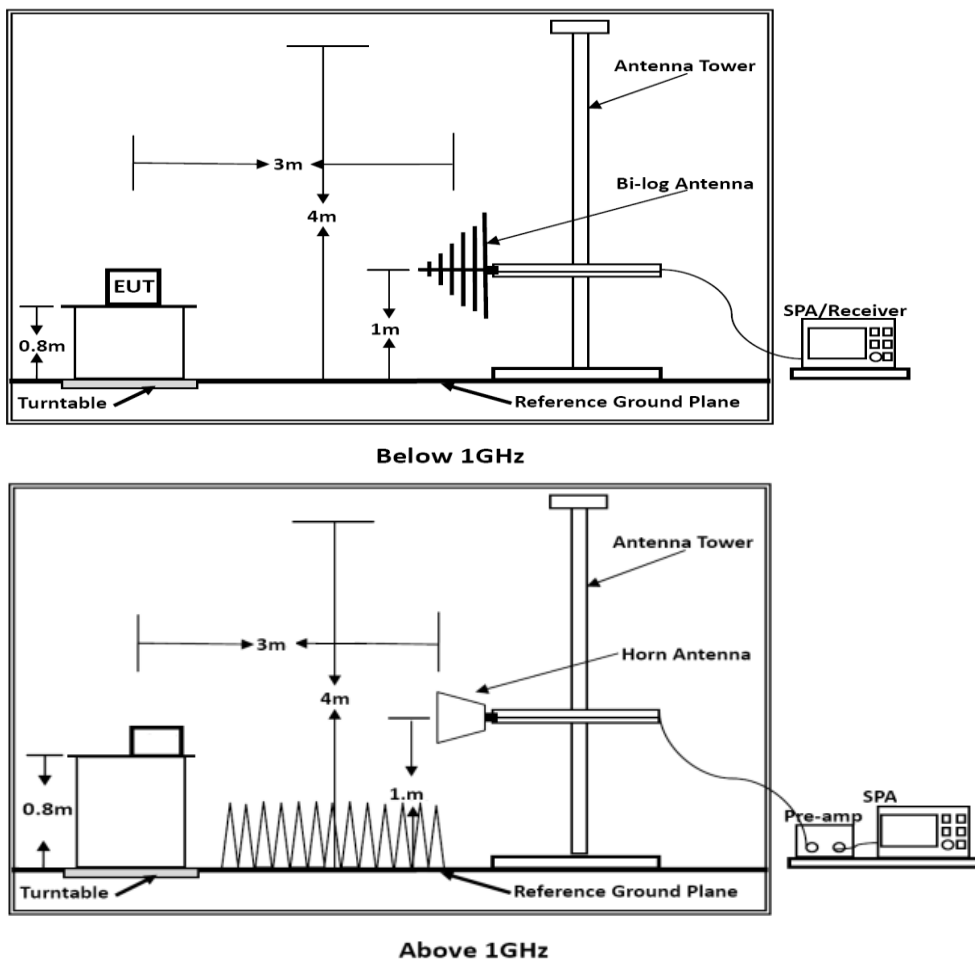 Antenna Tower
3m
Bi-log Antenna
4m
EUT
1m
SPA/Receiver
0.8m
Turntable
Reference Ground Plane
Below 1GHz
Antenna Tower
3m
Horn Antenna
4m
1.m
0.8m
SPA
Pre-amp
Turntable
Reference Ground Plane
Above 1GHz